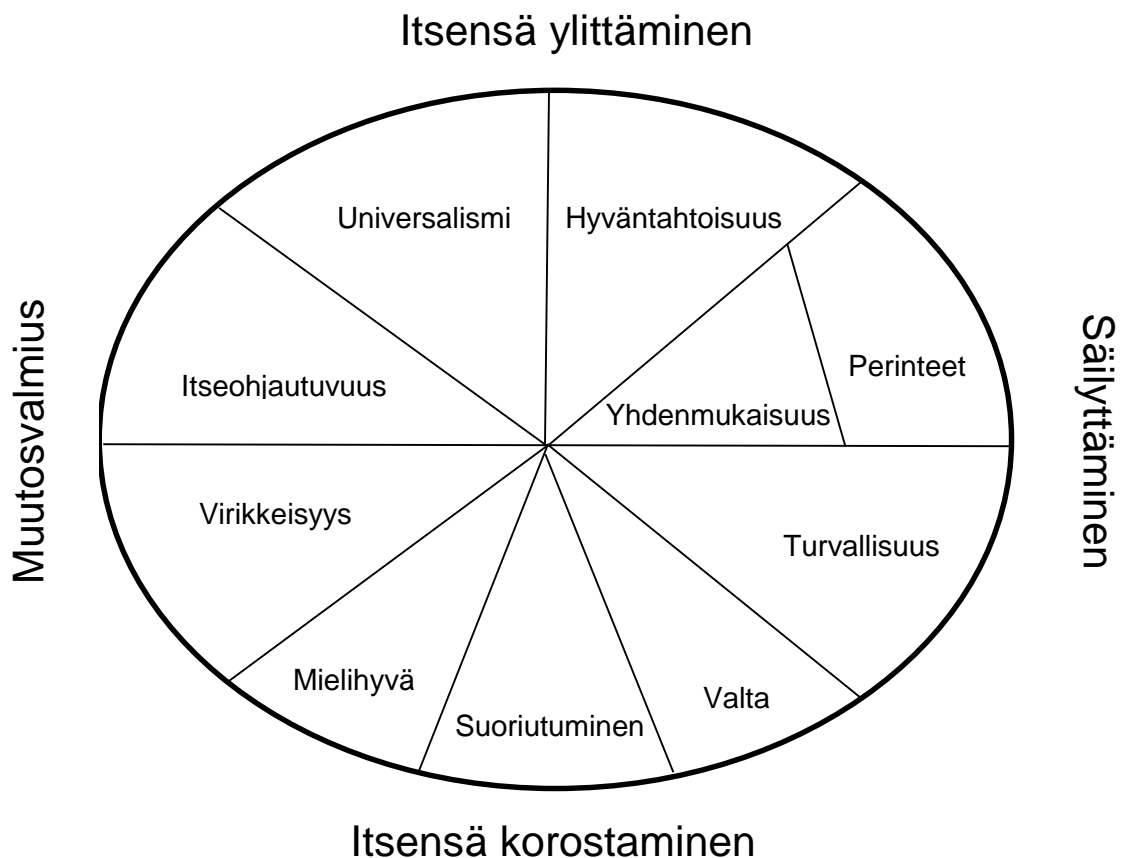 Itsensä ylittäminen
Universalismi
Hyväntahtoisuus
Muutosvalmius
Säilyttäminen
Itseohjautuvuus
Perinteet
Yhdenmukaisuus
Virikkeisyys
Turvallisuus
Mielihyvä
Suoriutuminen
Valta
Itsensä korostaminen